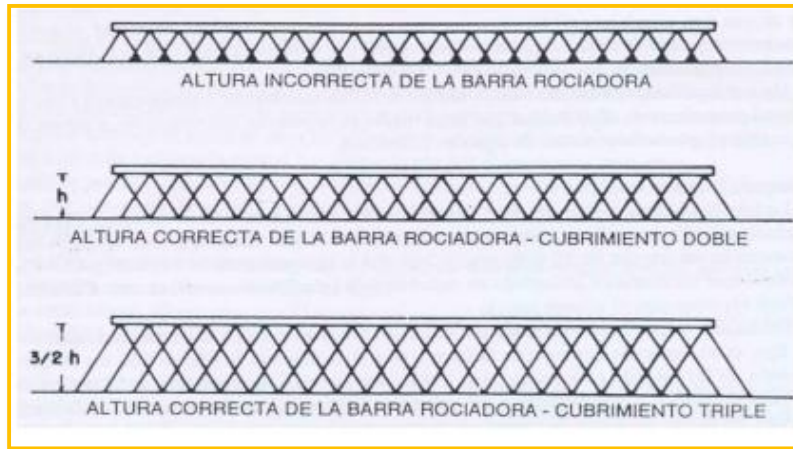 ALTURA INCORRECTA DE LA BARRA ROCIADORA
h
ALTURA CORRECTA DE LA BARRA ROCIADORA - CUBRIMIENTO DOBLE
3/2 h
ALTURA CORRECTA DE LA BARRA ROCIADORA - CUBRIMIENTO TRIPLE